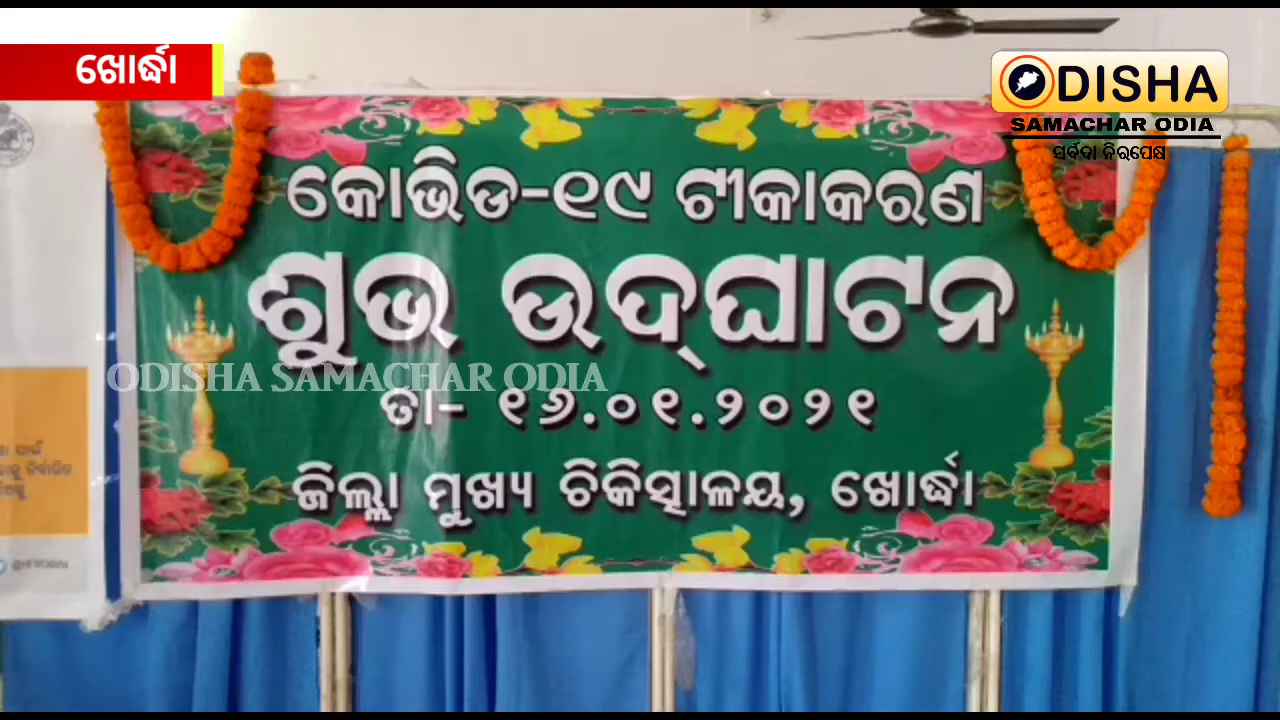 ଖୋର୍ଦ୍ଧା
ODISHA
SAMACHAR ODIA
ସର୍ବଦା ନିରପେକ୍ଷ
କୋଭିଡ-୧୯ ଟୀକାକରଣ
ଶୁଭ ଉଦ୍‌ଘାଟନ
ODISHA SAMACHAR ODIA
ତା- ୧୬.୦୧.୨୦୨୧
ଜିଲ୍ଲା ମୁଖ୍ୟ ଚିକିତ୍ସାଳୟ, ଖୋର୍ଦ୍ଧା